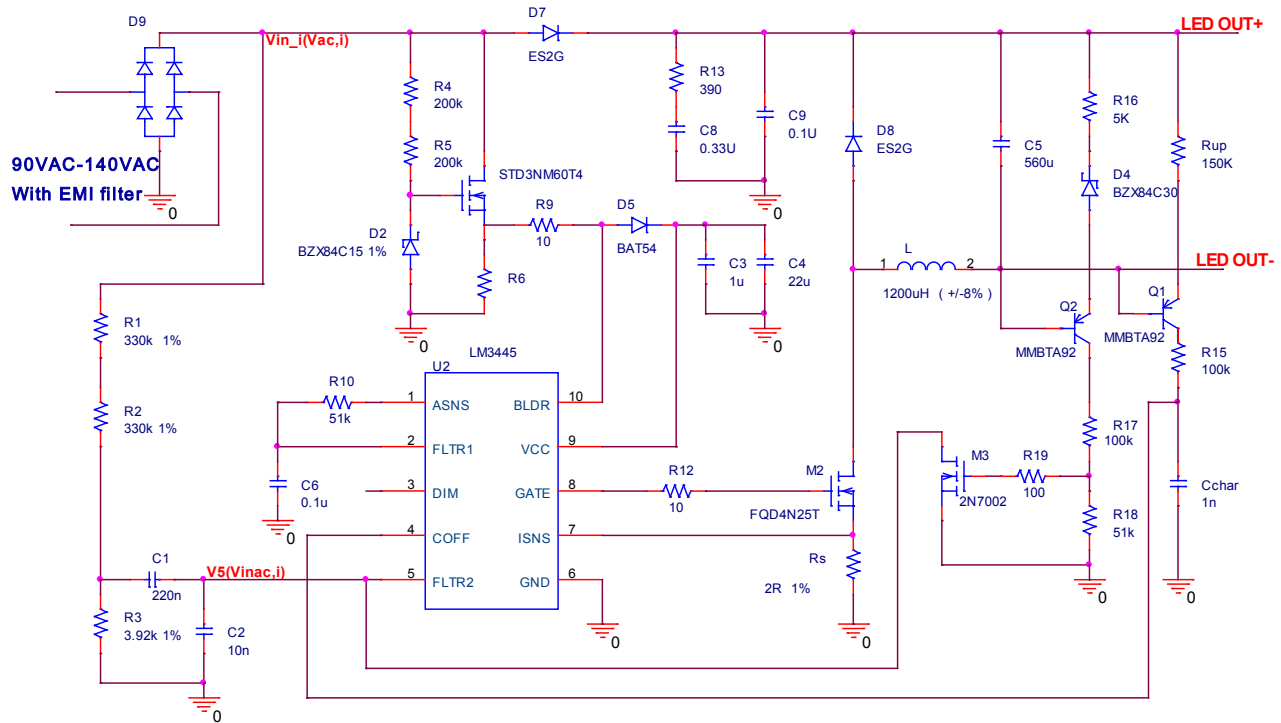 D9
Vin_i(Vac,i)
D7
ES2G
LED OUT+
90VAC-140VAC
With EMI filter
0
R4
200k
R5
200k
STD3NM60T4
D2
BZX84C15 1%
R6
0
R9
10
D5
BAT54
C3
1u
C4
22u
0
R13
390
C8
0.33U
C9
0.1U
0
D8
ES2G
C5
560u
R16
5K
D4
BZX84C30
Rup
150K
L
1
2
1200uH ( +/-8% )
LED OUT-
Q2
MMBTA92
Q1
MMBTA92
R15
100k
R1
330k 1%
R2
330k 1%
R10
51k
C6
0.1u
0
LM3445
U2
1
ASNS
BLDR
10
2
FLTR1
VCC
9
3
DIM
GATE
8
4
COFF
ISNS
7
5
FLTR2
GND
6
0
R12
10
M2
FQD4N25T
Rs
2R 1%
0
M3
2N7002
R19
100
R17
100k
R18
51k
0
Cchar
1n
0
C1
220n
V5(Vinac,i)
R3
3.92k 1%
C2
10n
0